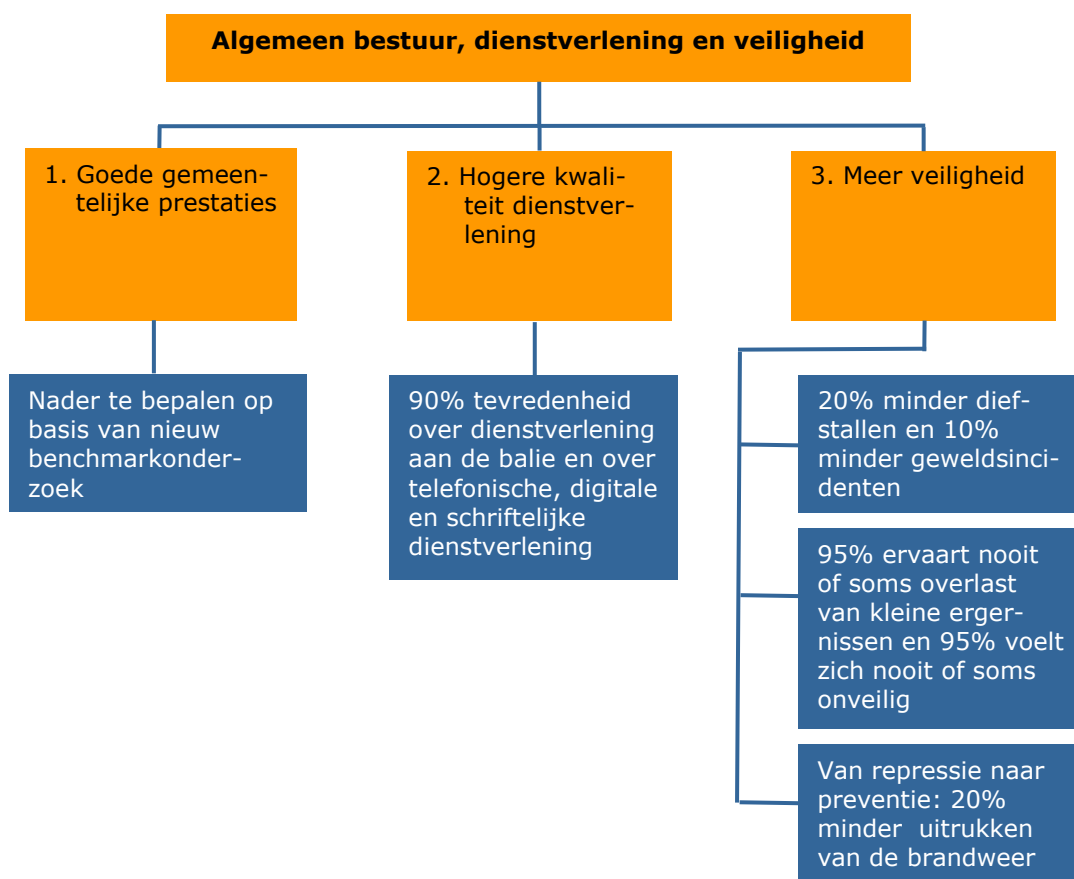 Algemeen bestuur, dienstverlening en veiligheid
1. Goede gemeen-
telijke prestaties
2. Hogere kwali-
teit dienstver-
lening
3. Meer veiligheid
Nader te bepalen op
basis van nieuw
benchmarkonder-
zoek
90% tevredenheid
over dienstverlening
aan de balie en over
telefonische, digitale
en schriftelijke
dienstverlening
20% minder dief-
stallen en 10%
minder geweldsinci-
denten
95% ervaart nooit
of soms overlast
van kleine erger-
nissen en 95% voelt
zich nooit of soms
onveilig
Van repressie naar
preventie: 20%
minder uitrukken
van de brandweer